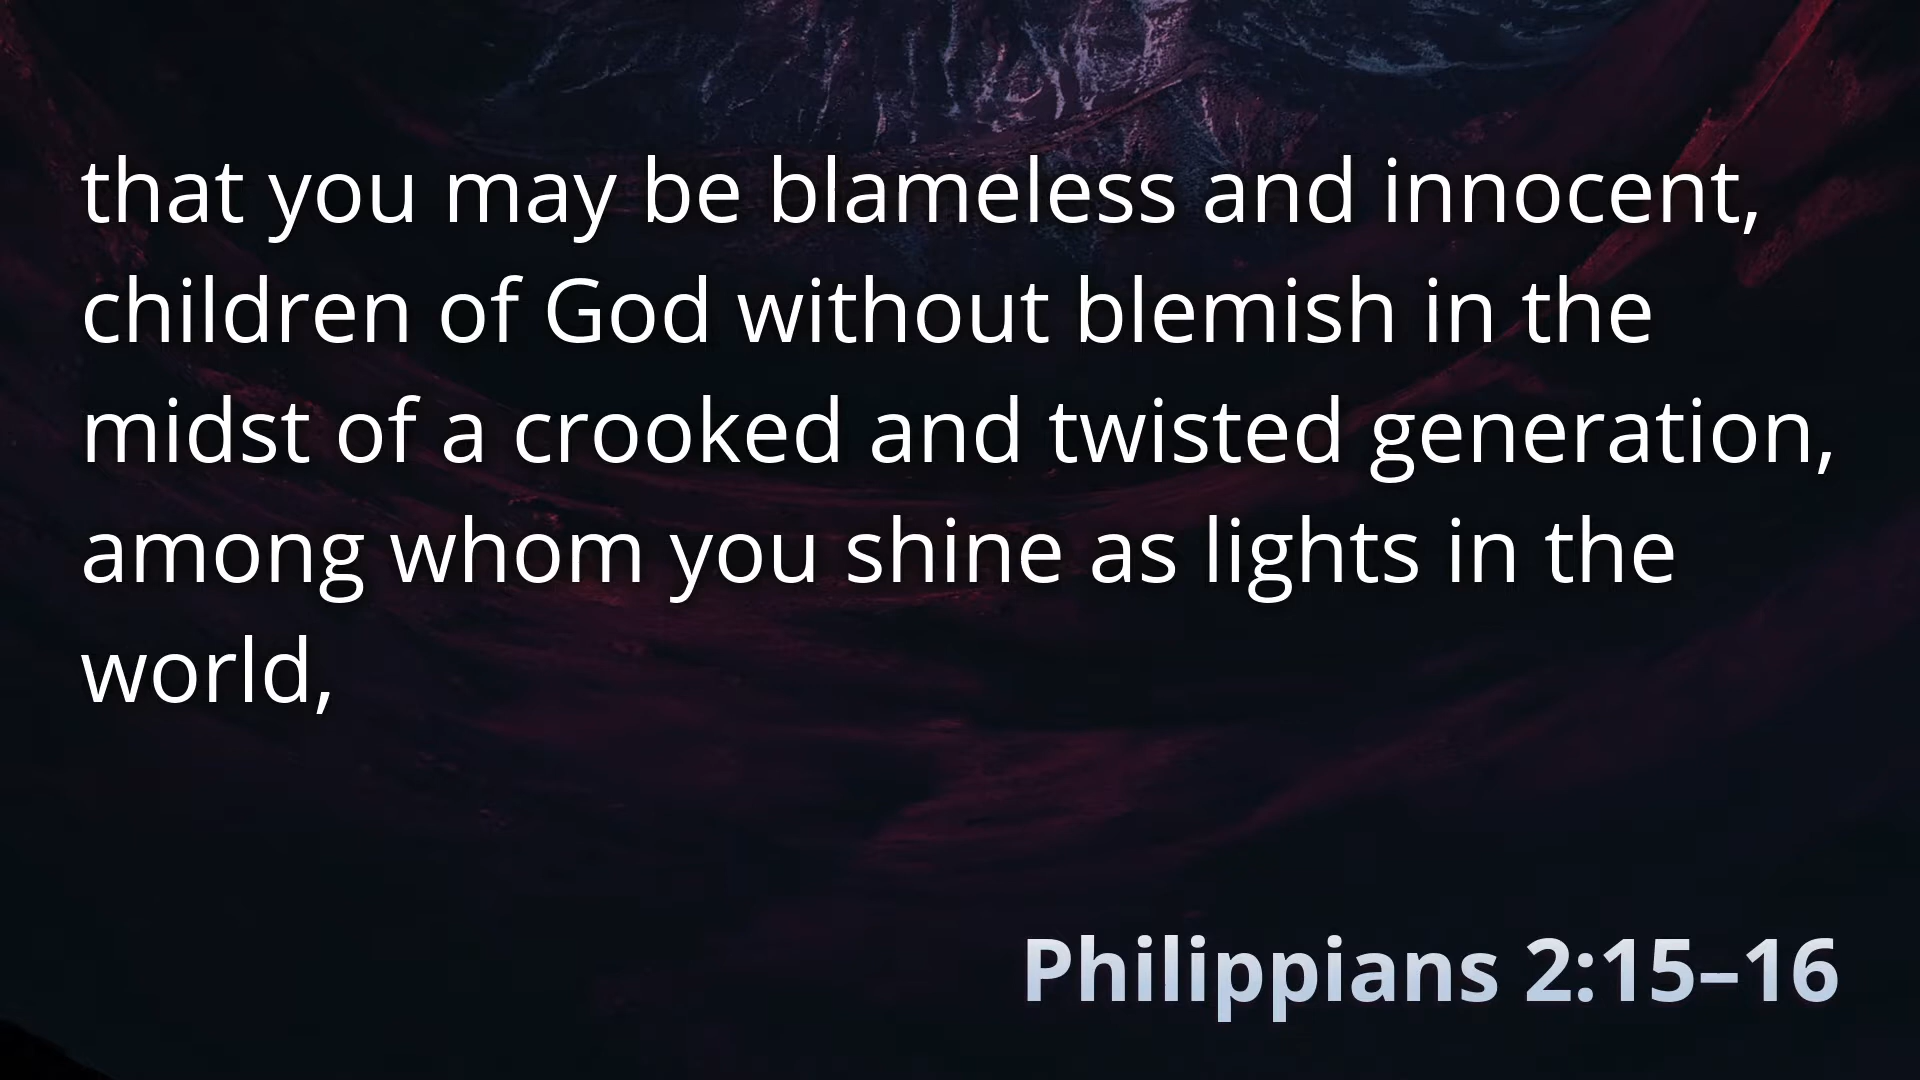 that you may be blameless and innocent,
children of God without blemish in the
midst of a crooked and twisted generation,
among whom you shine as lights in the
world,
Philippians 2:15–16